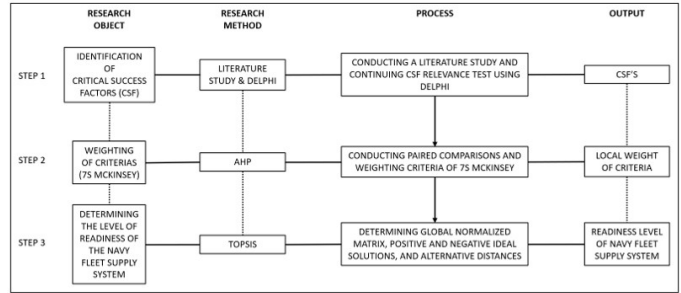 RESEARCH
OBJECT
RESEARCH
METHOD
PROCESS
OUTPUT
STEP 1
IDENTIFICATION
OF
CRITICAL SUCCESS
FACTORS (CSF)
LITERATURE
STUDY & DELPHI
CONDUCTING A LITERATURE STUDY AND
CONTINUING CSF RELEVANCE TEST USING
DELPHI
CSF'S
STEP 2
WEIGHTING
OF CRITERIAS
(7S MCKINSEY)
AHP
CONDUCTING PAIRED COMPARISONS AND
WEIGHTING CRITERIA OF 7S MCKINSEY
LOCAL WEIGHT
OF CRITERIA
STEP 3
DETERMINING
THE LEVEL OF
READINESS OF
THE NAVY
FLEET SUPPLY
SYSTEM
TOPSIS
DETERMINING GLOBAL NORMALIZED
MATRIX, POSITIVE AND NEGATIVE IDEAL
SOLUTIONS, AND ALTERNATIVE DISTANCES
READINESS LEVEL
OF NAVY FLEET
SUPPLY SYSTEM